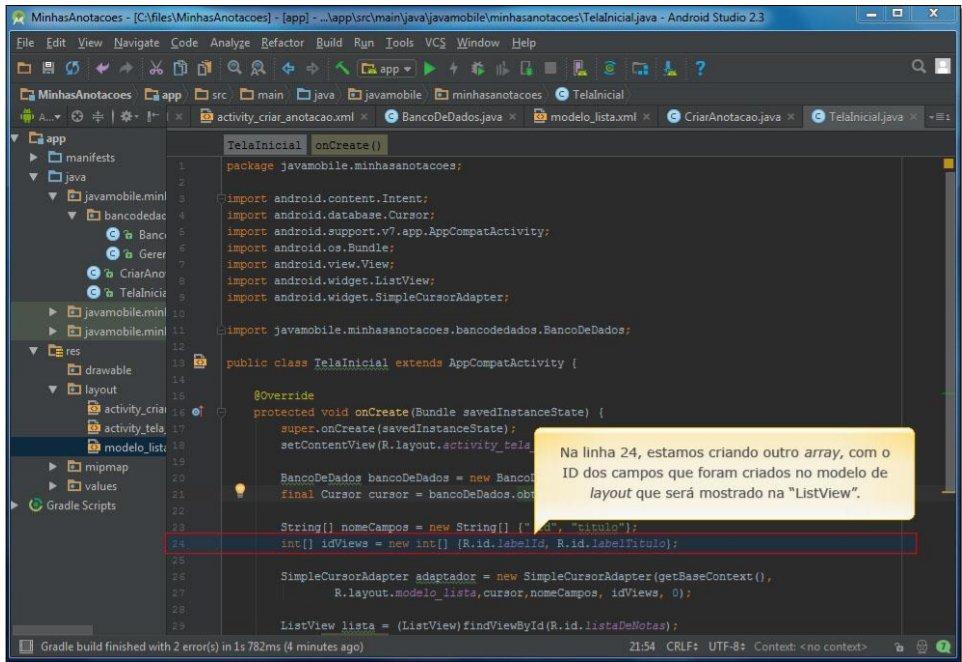 MinhasAnotacoes - [C:\files\MinhasAnotacoes] - [app] - ...\app\src\main\java\javamobile\minhasanotacoes\TelaInicial.java - Android Studio 2.3
File Edit View Navigate Code Analyze Refactor Build Run Tools VCS Window Help
app
MinhasAnotacoes app src main java javamobile minhasanotacoes TelaInicial
A... activity_criar_anotacao.xml BancoDeDados.java modelo_lista.xml CriarAnotacao.java TelaInicial.java
TelaInicial onCreate()
app
manifests
java
javamobile.minl
bancodedac
Banco
Geren
CriarAno
TelaInicia
javamobile.minl
javamobile.minl
res
drawable
layout
activity_criar
activity_tela_
modelo_lista
mipmap
values
Gradle Scripts
1 package javamobile.minhasanotacoes;
2
3 import android.content.Intent;
4 import android.database.Cursor;
5 import android.support.v7.app.AppCompatActivity;
6 import android.os.Bundle;
7 import android.view.View;
8 import android.widget.ListView;
9 import android.widget.SimpleCursorAdapter;
10
11 import javamobile.minhasanotacoes.bancodedados.BancoDeDados;
12
13 public class TelaInicial extends AppCompatActivity {
14
15 @Override
16 protected void onCreate(Bundle savedInstanceState) {
17 super.onCreate(savedInstanceState);
18 setContentView(R.layout.activity_tela_
19
20 BancoDeDados bancoDeDados = new BancoD
21 final Cursor cursor = bancoDeDados.obt
22
23 String[] nomeCampos = new String[] {"_id", "titulo"};
24 int[] idViews = new int[] {R.id.labelId, R.id.labelTitulo};
25
26 SimpleCursorAdapter adaptador = new SimpleCursorAdapter(getBaseContext(),
27 R.layout.modelo_lista,cursor,nomeCampos, idViews, 0);
28
29 ListView lista = (ListView)findViewById(R.id.listaDeNotas);
Na linha 24, estamos criando outro array, com o
ID dos campos que foram criados no modelo de
layout que será mostrado na “ListView”.
Gradle build finished with 2 error(s) in 1s 782ms (4 minutes ago) 21:54 CRLF UTF-8 Context: <no context>